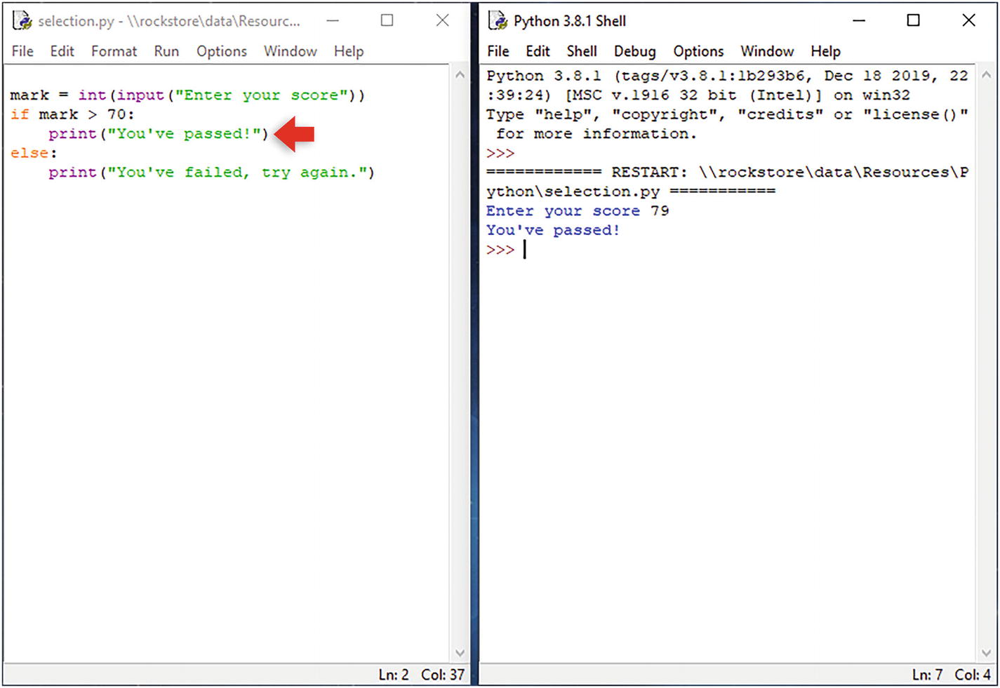 selection.py - \\rockstore\data\Resourc...
File Edit Format Run Options Window Help
mark = int(input("Enter your score"))
if mark > 70:
    print("You've passed!")
else:
    print("You've failed, try again.")
Ln: 2 Col: 37
Python 3.8.1 Shell
File Edit Shell Debug Options Window Help
Python 3.8.1 (tags/v3.8.1:1b293b6, Dec 18 2019, 22
:39:24) [MSC v.1916 32 bit (Intel)] on win32
Type "help", "copyright", "credits" or "license()"
 for more information.
>>>
============ RESTART: \\rockstore\data\Resources\P
ython\selection.py ===========
Enter your score 79
You've passed!
>>>
Ln: 7 Col: 4